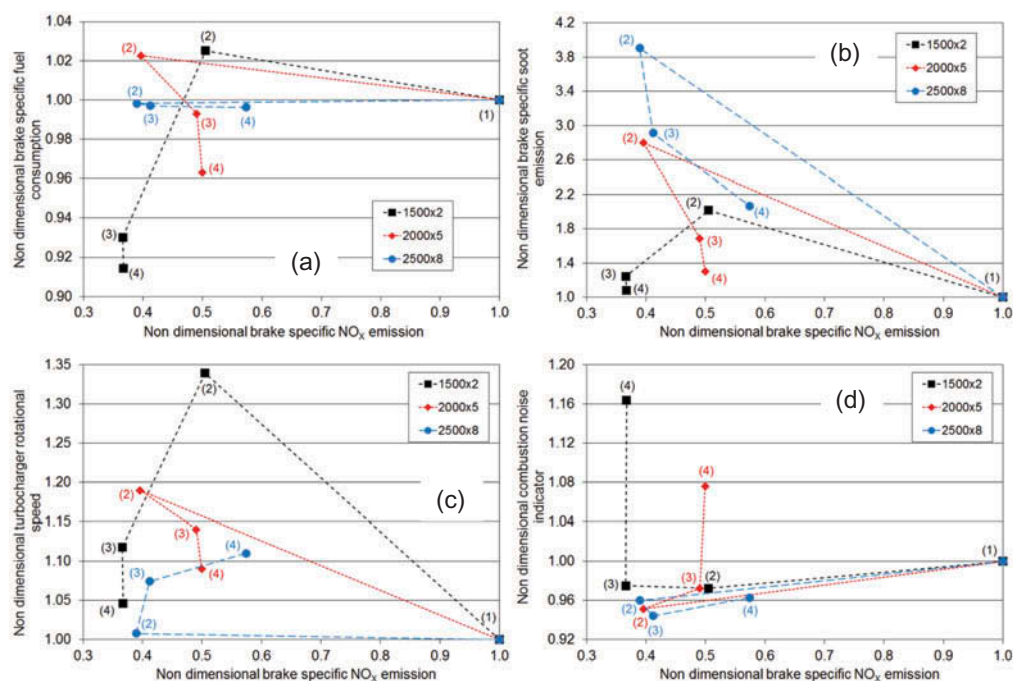 (a)
Non dimensional brake specific fuel
consumption
1.04
1.02
1.00
0.98
0.96
0.94
0.92
0.90
(2)
(2)
(2)
(3)
(4)
(1)
(3)
(4)
(3)
(4)
1500x2
2000x5
2500x8
0.3 0.4 0.5 0.6 0.7 0.8 0.9 1.0
Non dimensional brake specific NOX emission
(b)
Non dimensional brake specific soot
emission
4.2
3.8
3.4
3.0
2.6
2.2
1.8
1.4
1.0
(2)
(3)
(2)
(2)
(4)
(3)
(3)
(4)
(4)
(1)
1500x2
2000x5
2500x8
0.3 0.4 0.5 0.6 0.7 0.8 0.9 1.0
Non dimensional brake specific NOX emission
(c)
Non dimensional turbocharger rotational
speed
1.35
1.30
1.25
1.20
1.15
1.10
1.05
1.00
(2)
(2)
(3)
(3)
(4)
(3)
(4)
(4)
(2)
(1)
1500x2
2000x5
2500x8
0.3 0.4 0.5 0.6 0.7 0.8 0.9 1.0
Non dimensional brake specific NOX emission
(d)
Non dimensional combustion noise
indicator
1.20
1.16
1.12
1.08
1.04
1.00
0.96
0.92
(4)
(4)
(1)
(3)
(3)
(2)
(2)
(4)
(2)
(3)
1500x2
2000x5
2500x8
0.3 0.4 0.5 0.6 0.7 0.8 0.9 1.0
Non dimensional brake specific NOX emission